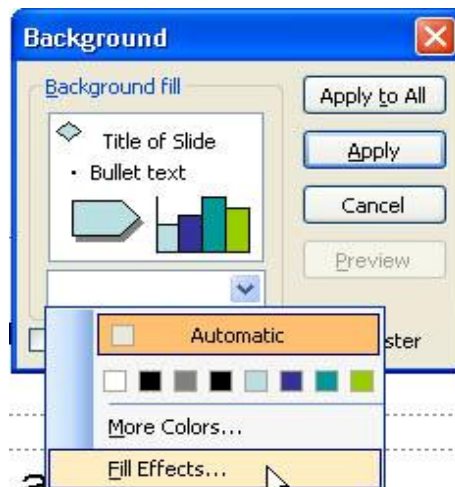 Background
Background fill
Title of Slide
• Bullet text
Apply to All
Apply
Cancel
Preview
Automatic
ster
More Colors...
Fill Effects...